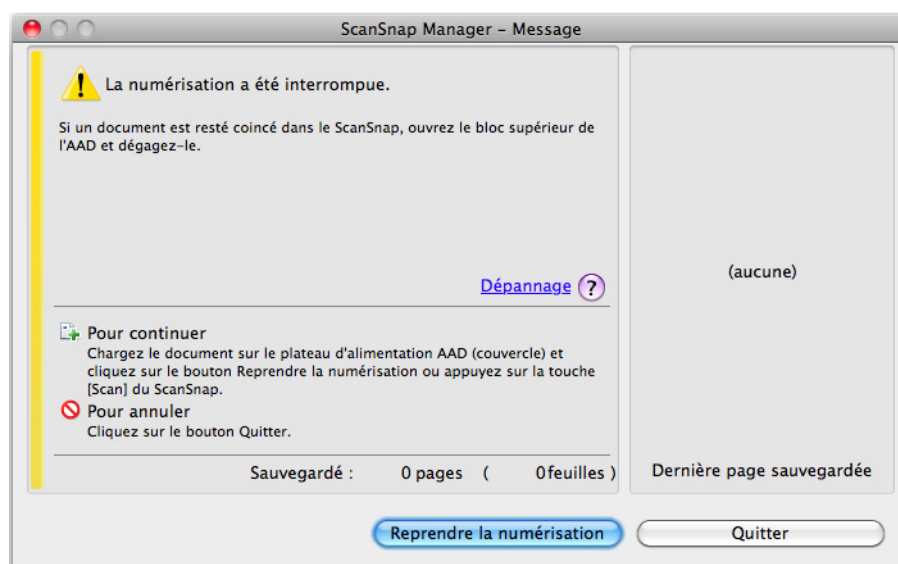 ScanSnap Manager – Message
La numérisation a été interrompue.
Si un document est resté coincé dans le ScanSnap, ouvrez le bloc supérieur de
l'AAD et dégagez-le.
Dépannage ?
Pour continuer
Chargez le document sur le plateau d'alimentation AAD (couvercle) et
cliquez sur le bouton Reprendre la numérisation ou appuyez sur la touche
[Scan] du ScanSnap.
Pour annuler
Cliquez sur le bouton Quitter.
Sauvegardé : 0 pages ( 0feuilles )
(aucune)
Dernière page sauvegardée
Reprendre la numérisation
Quitter